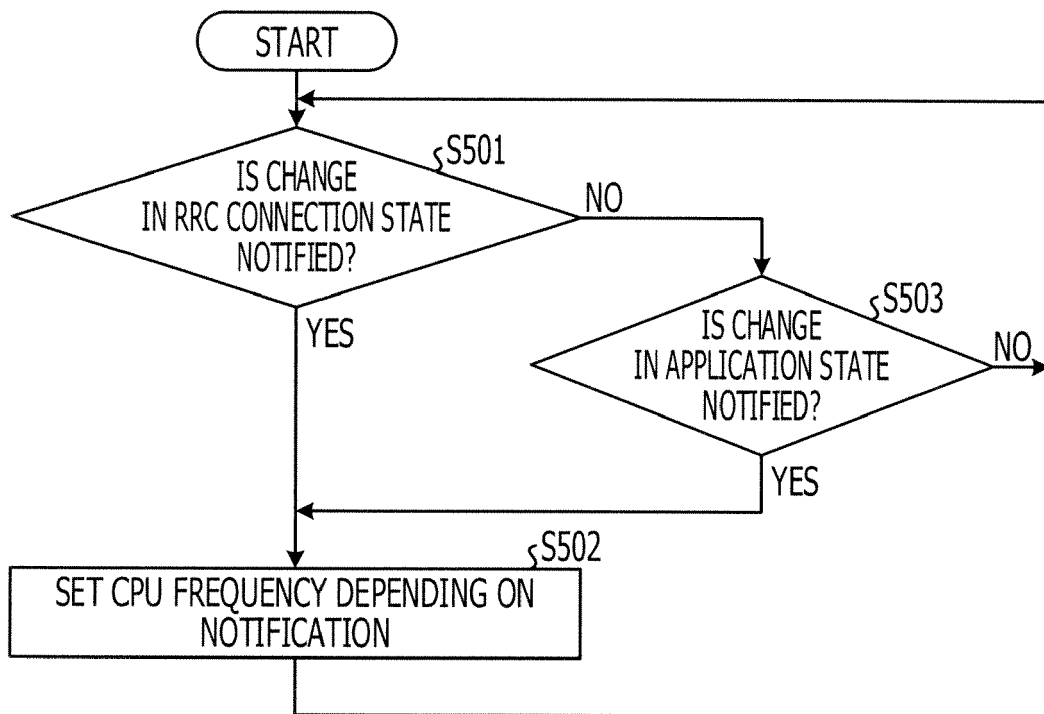 START
S501
IS CHANGE
IN RRC CONNECTION STATE
NOTIFIED?
NO
YES
S503
IS CHANGE
IN APPLICATION STATE
NOTIFIED?
NO
YES
S502
SET CPU FREQUENCY DEPENDING ON
NOTIFICATION